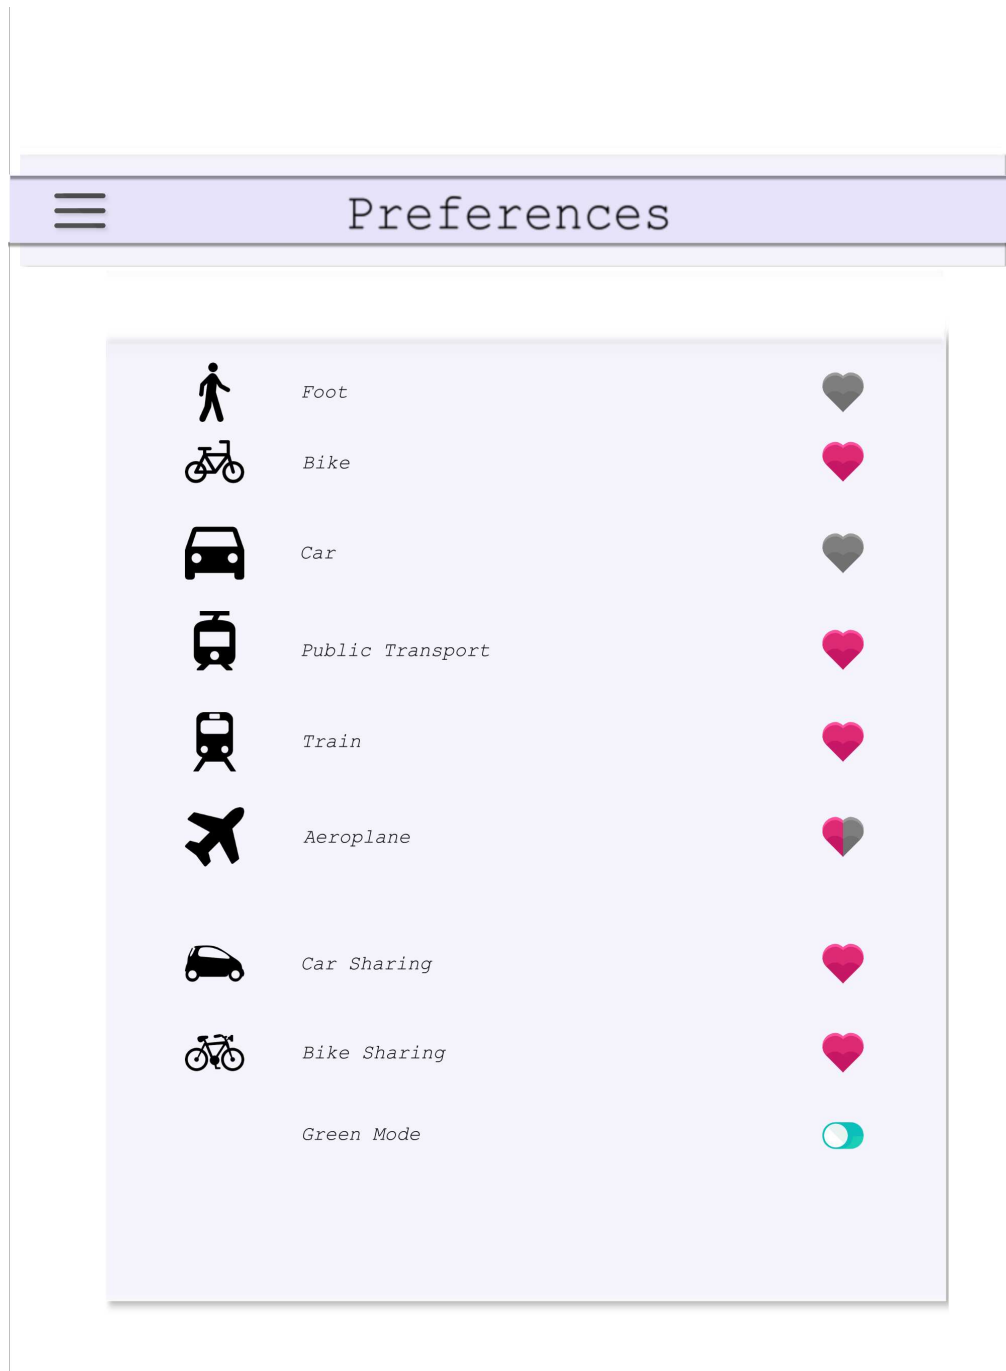 Preferences
Foot
Bike
Car
Public Transport
Train
Aeroplane
Car Sharing
Bike Sharing
Green Mode